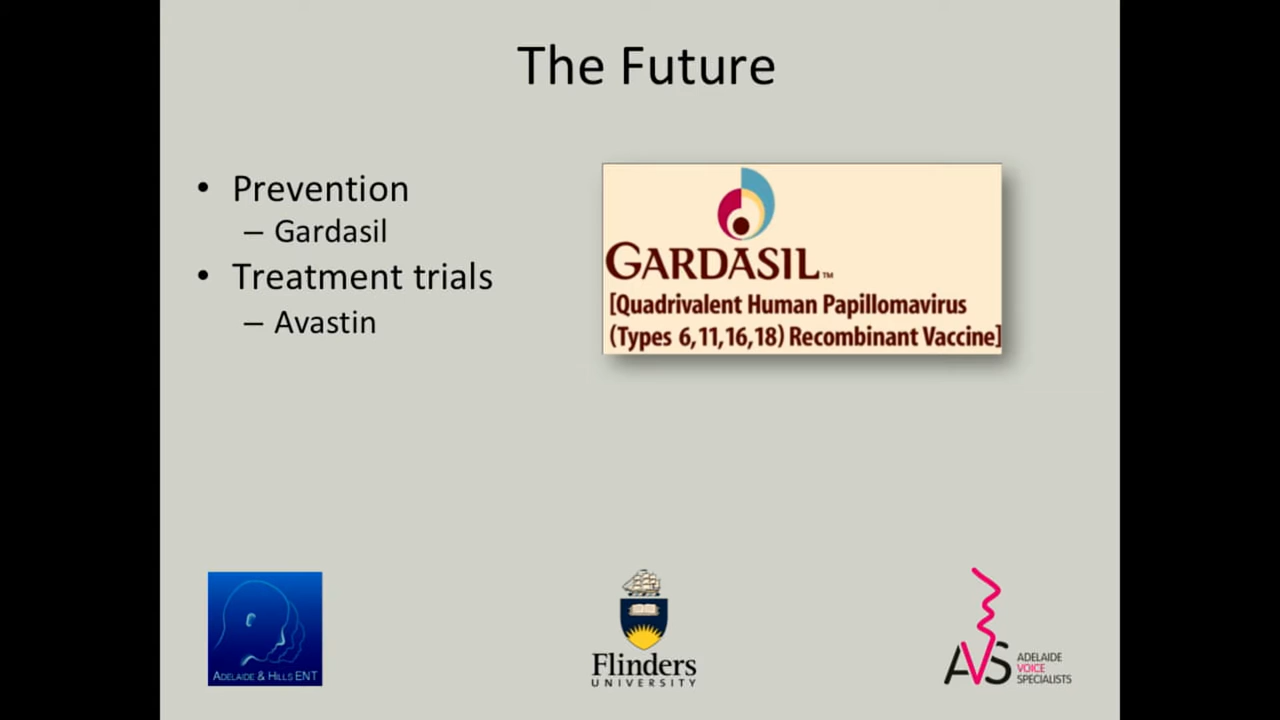 The Future
• Prevention
– Gardasil
• Treatment trials
– Avastin
GARDASIL™
[Quadrivalent Human Papillomavirus
(Types 6,11,16,18) Recombinant Vaccine]
ADELAIDE & HILLS ENT
Flinders
UNIVERSITY
AVS
ADELAIDE
VOICE
SPECIALISTS